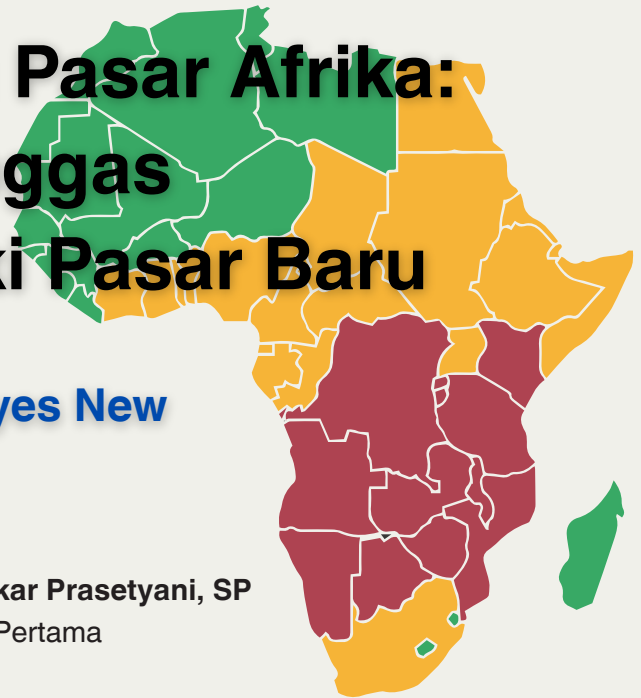 Pasar Afrika:
ggas
ki Pasar Baru
yes New
kar Prasetyani, SP
Pertama